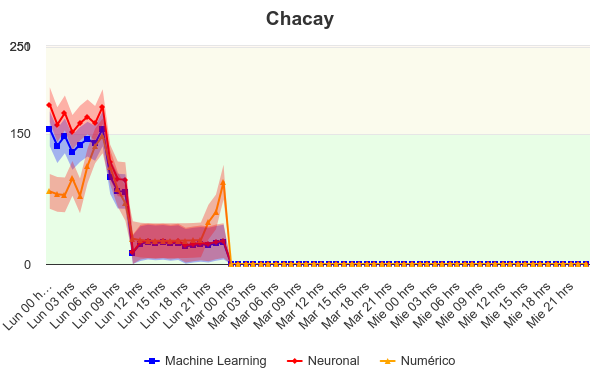 Chacay
250
150
0
Lun 00 h...
Lun 03 hrs
Lun 06 hrs
Lun 09 hrs
Lun 12 hrs
Lun 15 hrs
Lun 18 hrs
Lun 21 hrs
Mar 00 hrs
Mar 03 hrs
Mar 06 hrs
Mar 09 hrs
Mar 12 hrs
Mar 15 hrs
Mar 18 hrs
Mar 21 hrs
Mie 00 hrs
Mie 03 hrs
Mie 06 hrs
Mie 09 hrs
Mie 12 hrs
Mie 15 hrs
Mie 18 hrs
Mie 21 hrs
Machine Learning Neuronal Numérico